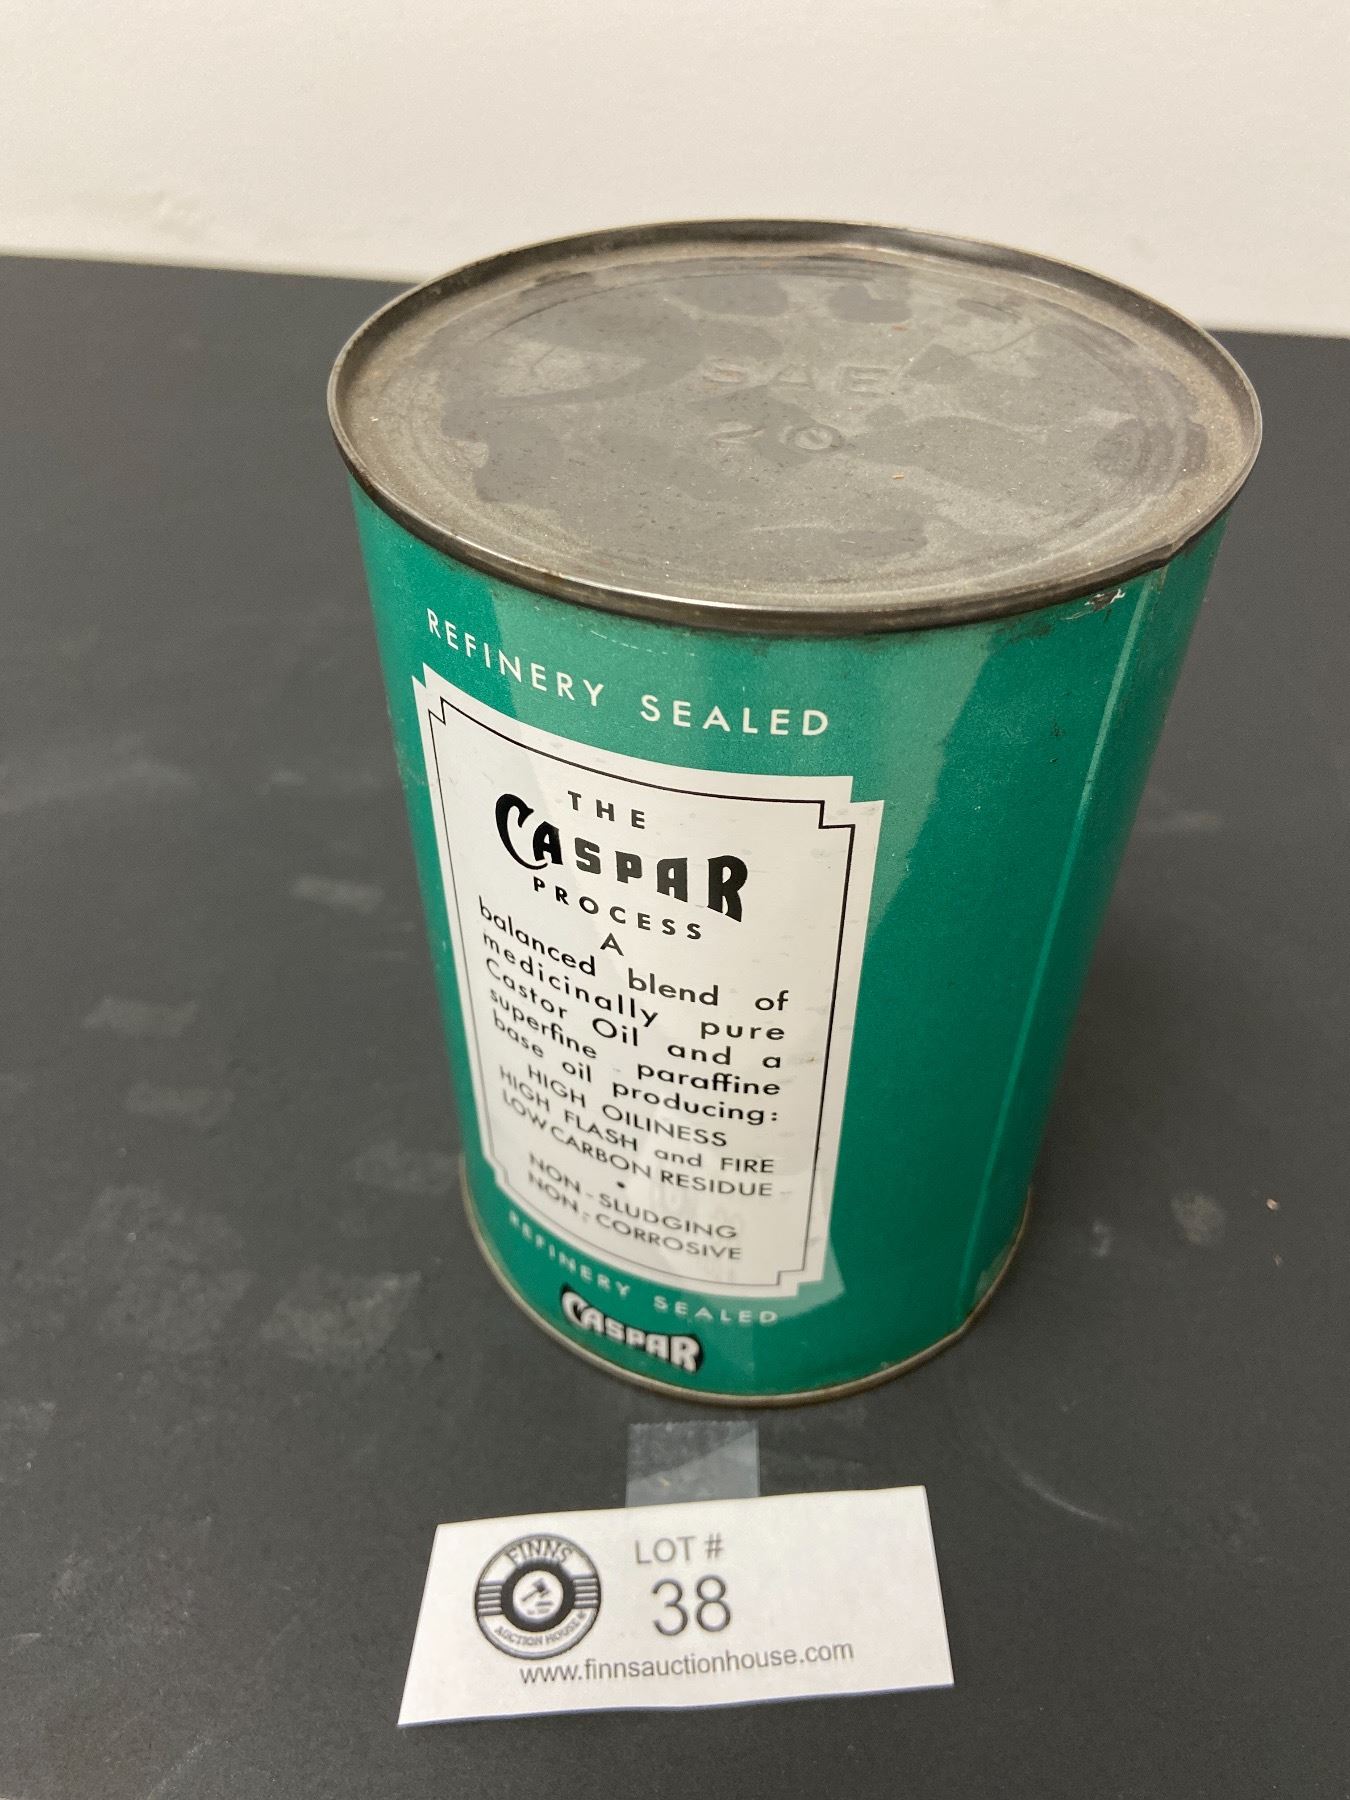 SAE
20
REFINERY SEALED
THE
CASPAR
PROCESS
A
balanced blend of
medicinally pure
Castor Oil and a
superfine paraffine
base oil producing:
HIGH OILINESS
HIGH FLASH and FIRE
LOW CARBON RESIDUE
•
NON-SLUDGING
NON-CORROSIVE
REFINERY SEALED
CASPAR
FINNS
AUCTION HOUSE
LOT #
38
www.finnsauctionhouse.com